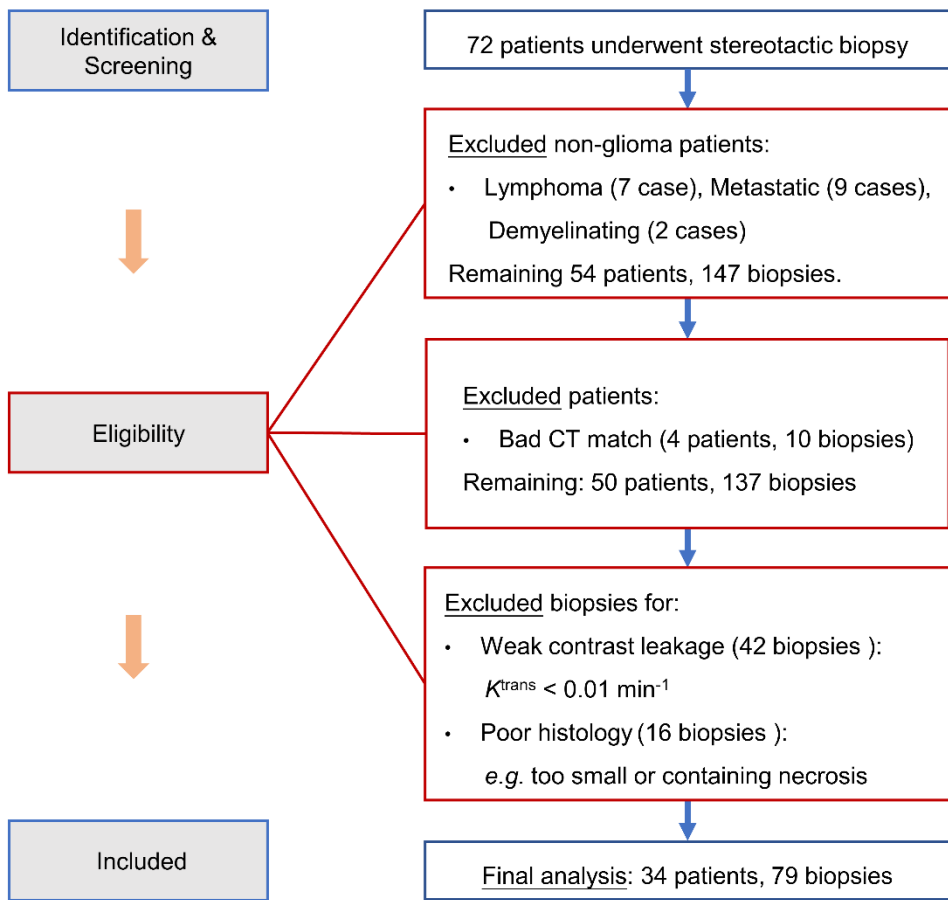 Identification &
Screening
72 patients underwent stereotactic biopsy
Excluded non-glioma patients:
• Lymphoma (7 case), Metastatic (9 cases),
Demyelinating (2 cases)
Remaining 54 patients, 147 biopsies.
Eligibility
Excluded patients:
• Bad CT match (4 patients, 10 biopsies)
Remaining: 50 patients, 137 biopsies
Excluded biopsies for:
• Weak contrast leakage (42 biopsies ):
Kᵗʳᵃⁿˢ < 0.01 min⁻¹
• Poor histology (16 biopsies ):
e.g. too small or containing necrosis
Included
Final analysis: 34 patients, 79 biopsies